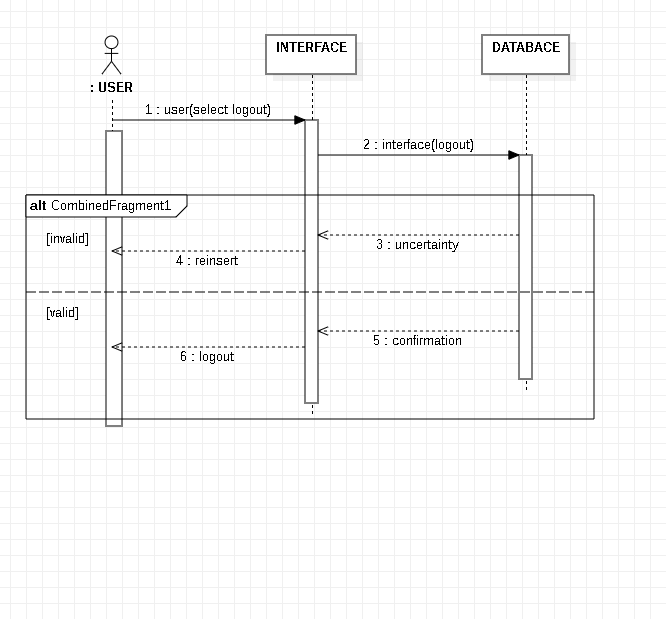 INTERFACE
DATABACE
: USER
1 : user(select logout)
2 : interface(logout)
alt CombinedFragment1
[invalid]
3 : uncertainty
4 : reinsert
[valid]
5 : confirmation
6 : logout